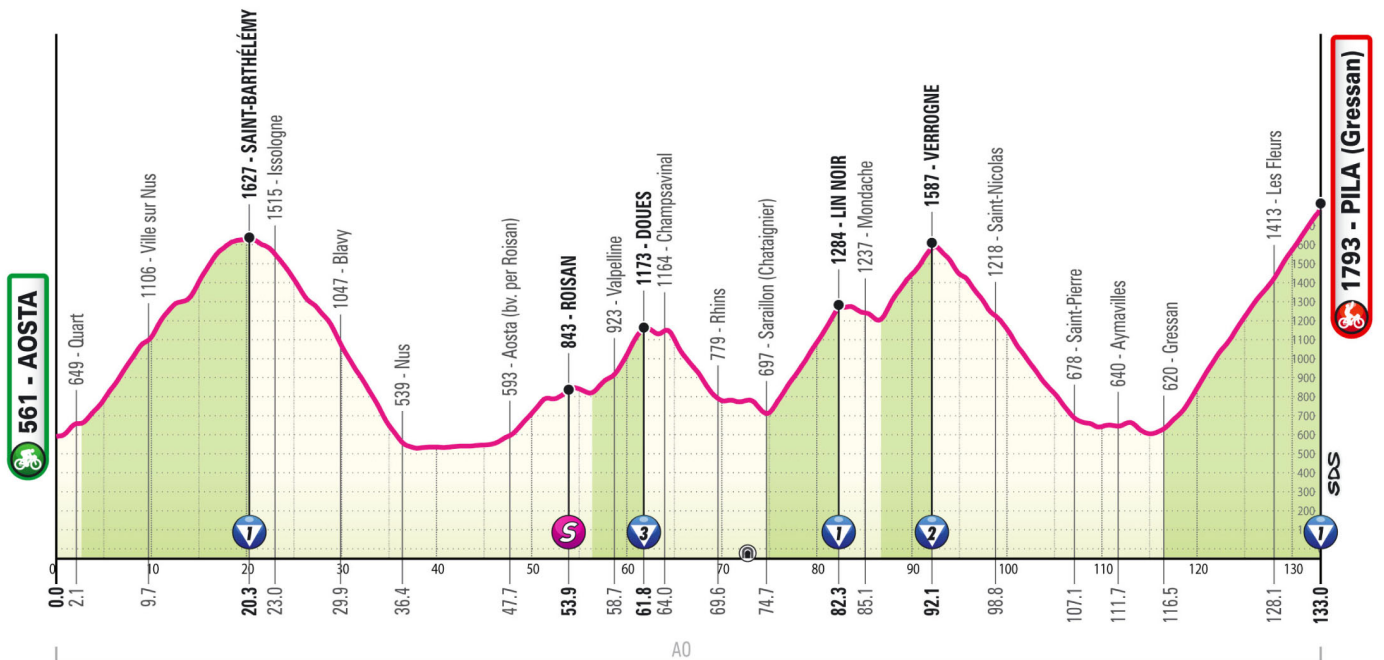 561 - AOSTA
649 - Quart
1106 - Ville sur Nus
1627 - SAINT-BARTHÉLÉMY
1515 - Issologne
1047 - Blavy
539 - Nus
593 - Aosta (bv. per Roisan)
843 - ROISAN
923 - Valpelline
1173 - DOUES
1164 - Champsavinal
779 - Rhins
697 - Saraillon (Chataignier)
1284 - LIN NOIR
1237 - Mondache
1587 - VERROGNE
1218 - Saint-Nicolas
678 - Saint-Pierre
640 - Aymavilles
620 - Gressan
1413 - Les Fleurs
1793 - PILA (Gressan)
1600
1500
1400
1300
1200
1100
1000
900
800
700
600
500
400
300
200
SDS
1
S
3
1
2
1
0
10
20
30
40
50
60
70
80
90
100
110
120
130
0.0
2.1
9.7
20.3
23.0
29.9
36.4
47.7
53.9
58.7
61.8
64.0
69.6
74.7
82.3
85.1
92.1
98.8
107.1
111.7
116.5
128.1
133.0
AO